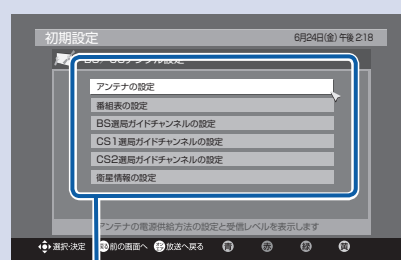 初期設定 6月24日(金) 午後 2:18
BS/CSデジタル設定
アンテナの設定
番組表の設定
BS選局ガイドチャンネルの設定
CS1選局ガイドチャンネルの設定
CS2選局ガイドチャンネルの設定
衛星情報の設定
アンテナの電源供給方法の設定と受信レベルを表示します
選択・決定 戻る 前の画面へ 放送へ戻る 青 赤 緑 黄